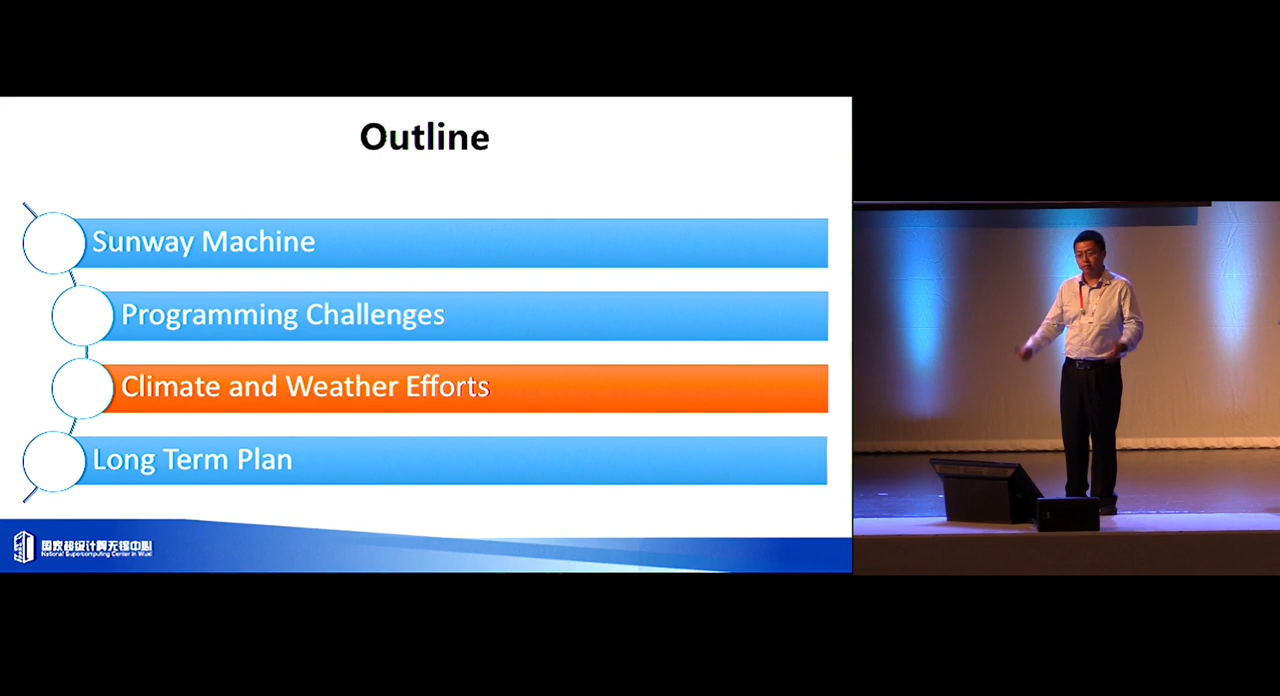 Outline
Sunway Machine
Programming Challenges
Climate and Weather Efforts
Long Term Plan
国家超级计算无锡中心
National Supercomputing Center in Wuxi